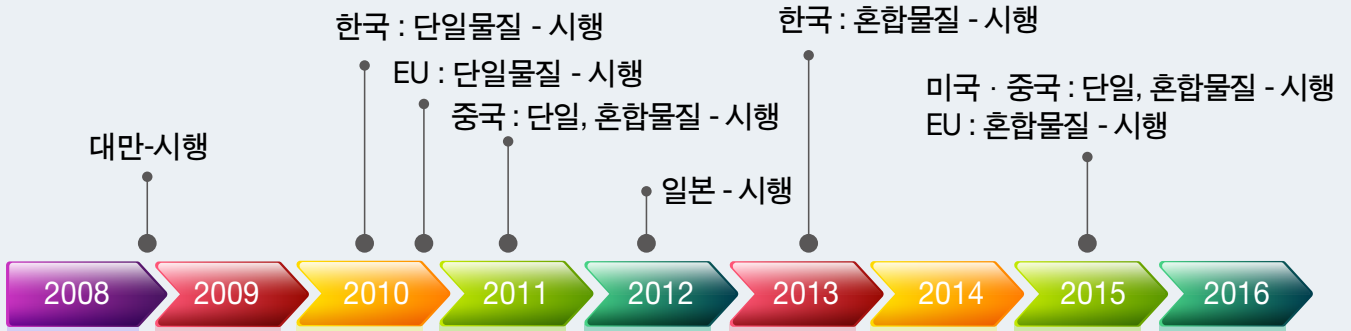 한국 : 단일물질 - 시행
한국 : 혼합물질 - 시행
EU : 단일물질 - 시행
미국 · 중국 : 단일, 혼합물질 - 시행
중국 : 단일, 혼합물질 - 시행
EU : 혼합물질 - 시행
대만-시행
일본 - 시행
2008
2009
2010
2011
2012
2013
2014
2015
2016